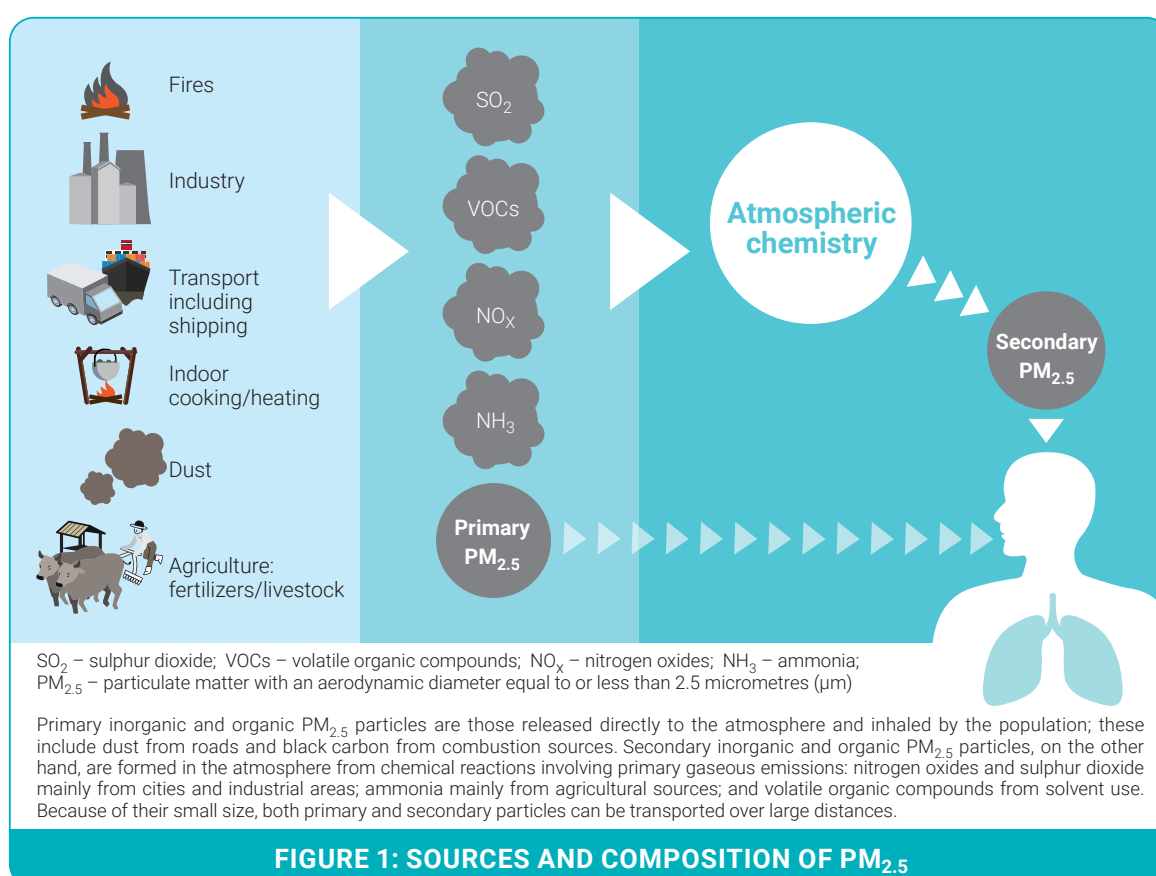 Fires
Industry
Transport
including
shipping
Indoor
cooking/heating
Dust
Agriculture:
fertilizers/livestock
SO₂
VOCs
NOₓ
NH₃
Primary
PM₂.₅
Atmospheric
chemistry
Secondary
PM₂.₅
SO₂ – sulphur dioxide; VOCs – volatile organic compounds; NOₓ – nitrogen oxides; NH₃ – ammonia;
PM₂.₅ – particulate matter with an aerodynamic diameter equal to or less than 2.5 micrometres (μm)
Primary inorganic and organic PM₂.₅ particles are those released directly to the atmosphere and inhaled by the population; these
include dust from roads and black carbon from combustion sources. Secondary inorganic and organic PM₂.₅ particles, on the other
hand, are formed in the atmosphere from chemical reactions involving primary gaseous emissions: nitrogen oxides and sulphur dioxide
mainly from cities and industrial areas; ammonia mainly from agricultural sources; and volatile organic compounds from solvent use.
Because of their small size, both primary and secondary particles can be transported over large distances.
FIGURE 1: SOURCES AND COMPOSITION OF PM₂.₅